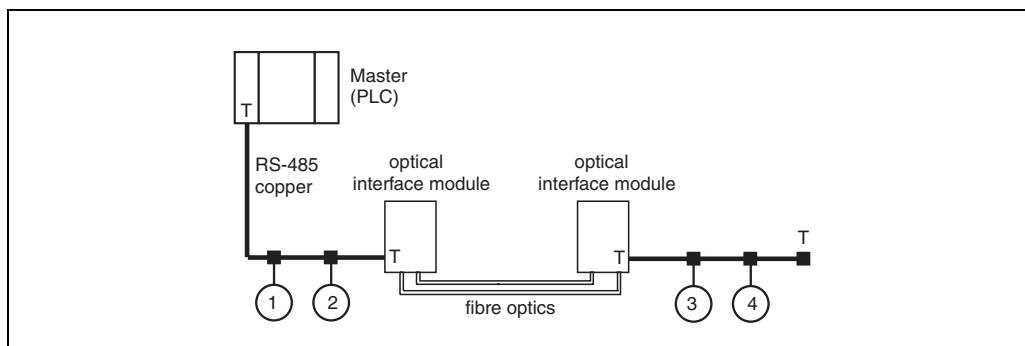 Master
(PLC)
T
RS-485
copper
optical
interface module
optical
interface module
T
T
T
1
2
3
4
fibre optics